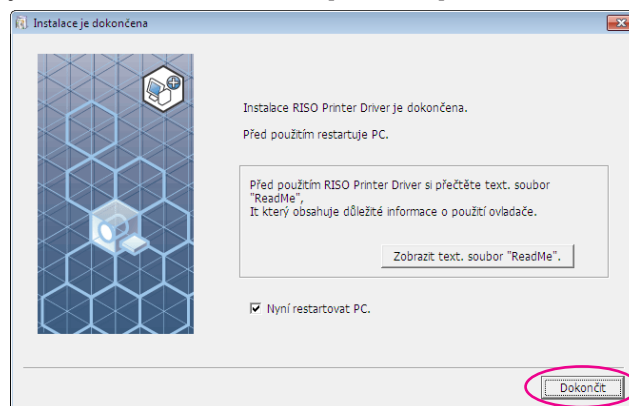 Instalace je dokončena
Instalace RISO Printer Driver je dokončena.
Před použitím restartuje PC.
Před použitím RISO Printer Driver si přečtěte text. soubor
"ReadMe",
It který obsahuje důležité informace o použití ovladače.
Zobrazit text. soubor "ReadMe".
Nyní restartovat PC.
Dokončit